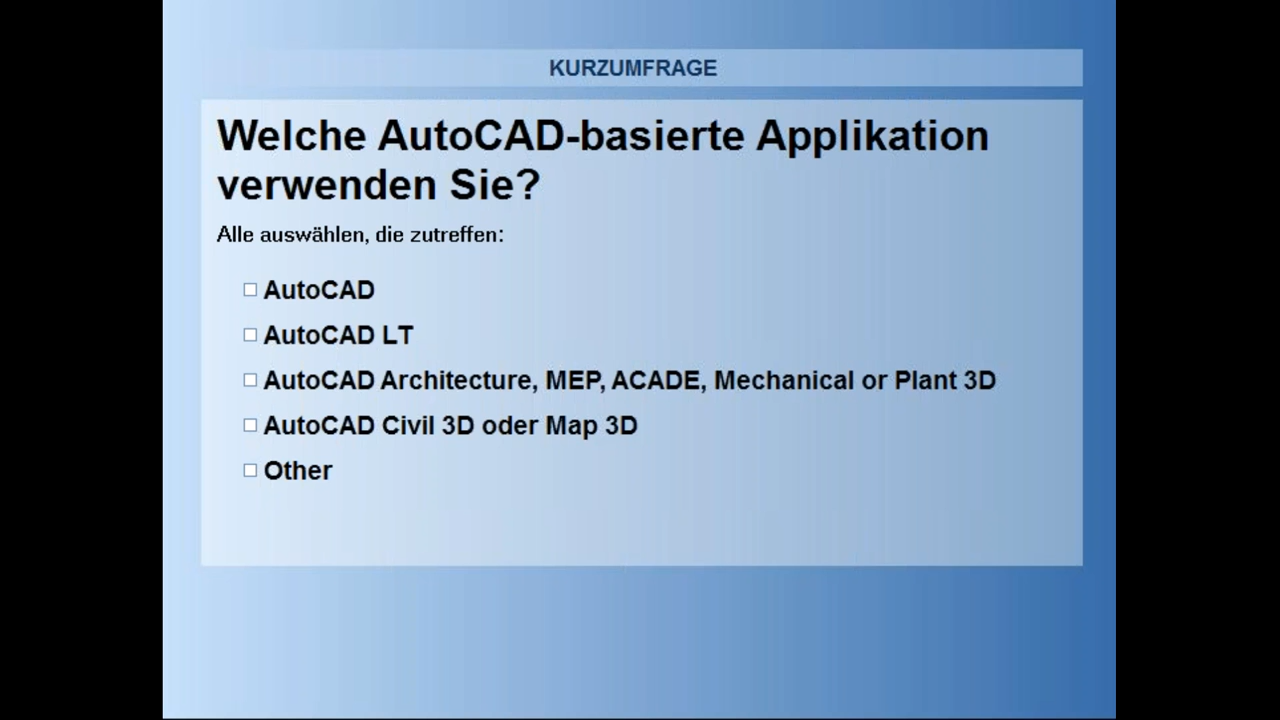 KURZUMFRAGE
Welche AutoCAD-basierte Applikation
verwenden Sie?
Alle auswählen, die zutreffen:
AutoCAD
AutoCAD LT
AutoCAD Architecture, MEP, ACADE, Mechanical or Plant 3D
AutoCAD Civil 3D oder Map 3D
Other